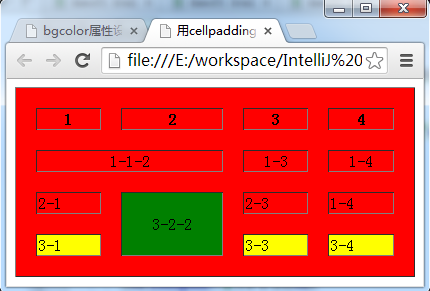 bgcolor属性设
用cellpadding
file:///E:/workspace/IntelliJ%20
1 2 3 4
1-1-2 1-3 1-4
2-1 3-2-2 2-3 1-4
3-1 3-3 3-4